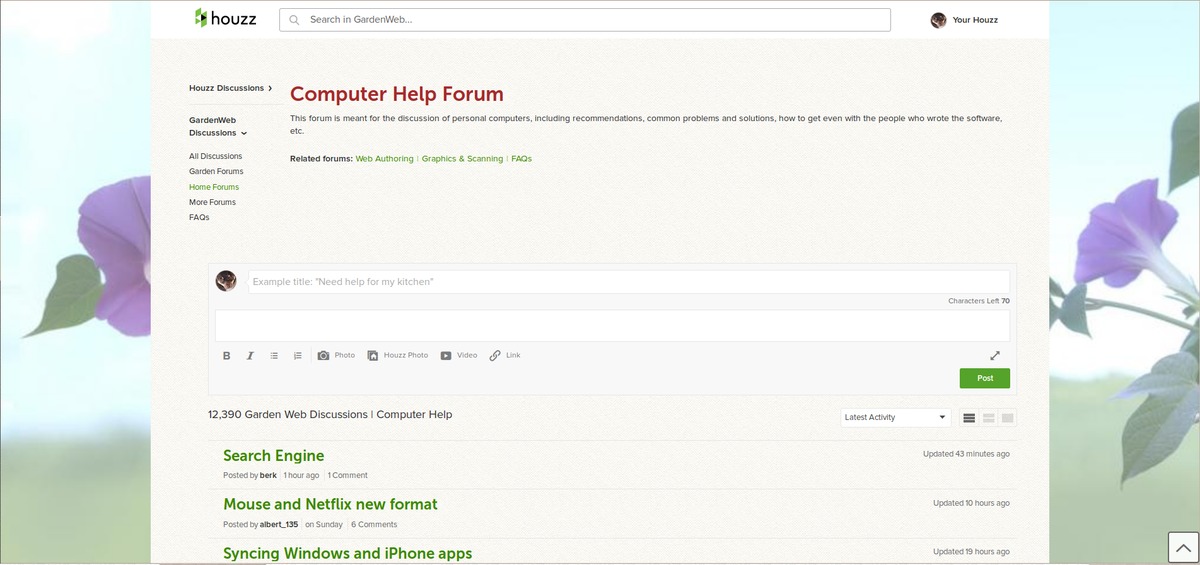 houzz
Search in GardenWeb...
Your Houzz
Houzz Discussions
GardenWeb
Discussions
All Discussions
Garden Forums
Home Forums
More Forums
FAQs
Computer Help Forum
This forum is meant for the discussion of personal computers, including recommendations, common problems and solutions, how to get even with the people who wrote the software,
etc.
Related forums: Web Authoring | Graphics & Scanning | FAQs
Example title: "Need help for my kitchen"
Characters Left 70
B I Photo Houzz Photo Video Link
Post
12,390 Garden Web Discussions | Computer Help
Latest Activity
Search Engine
Updated 43 minutes ago
Posted by berk | 1 hour ago | 1 Comment
Mouse and Netflix new format
Updated 10 hours ago
Posted by albert_135 | on Sunday | 6 Comments
Syncing Windows and iPhone apps
Updated 19 hours ago